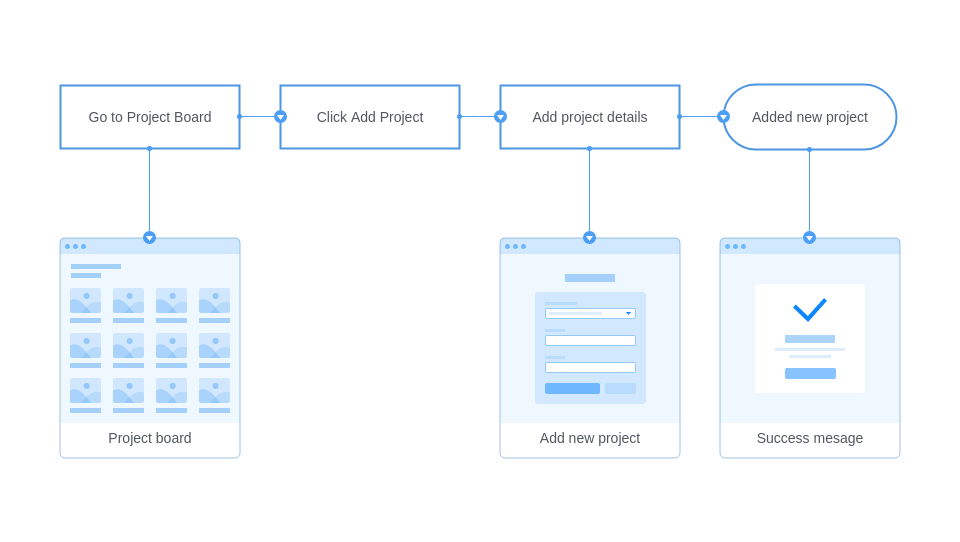 Go to Project Board
Click Add Project
Add project details
Added new project
Project board
Add new project
Success mesage